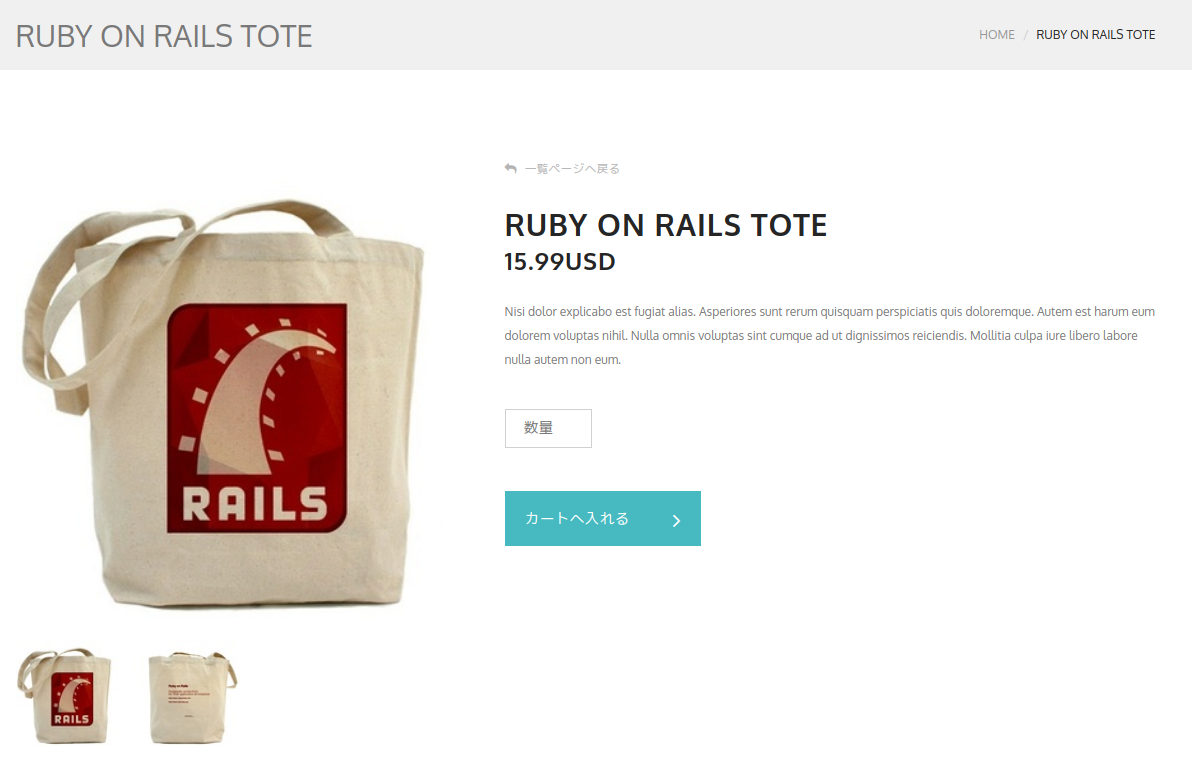 RUBY ON RAILS TOTE
HOME / RUBY ON RAILS TOTE
一覧ページへ戻る
RUBY ON RAILS TOTE
15.99USD
Nisi dolor explicabo est fugiat alias. Asperiores sunt rerum quisquam perspiciatis quis doloremque. Autem est harum eum
dolorem voluptas nihil. Nulla omnis voluptas sint cumque ad ut dignissimos reiciendis. Mollitia culpa iure libero labore
nulla autem non eum.
数量
カートへ入れる
RAILS
RAILS
Ruby on Rails